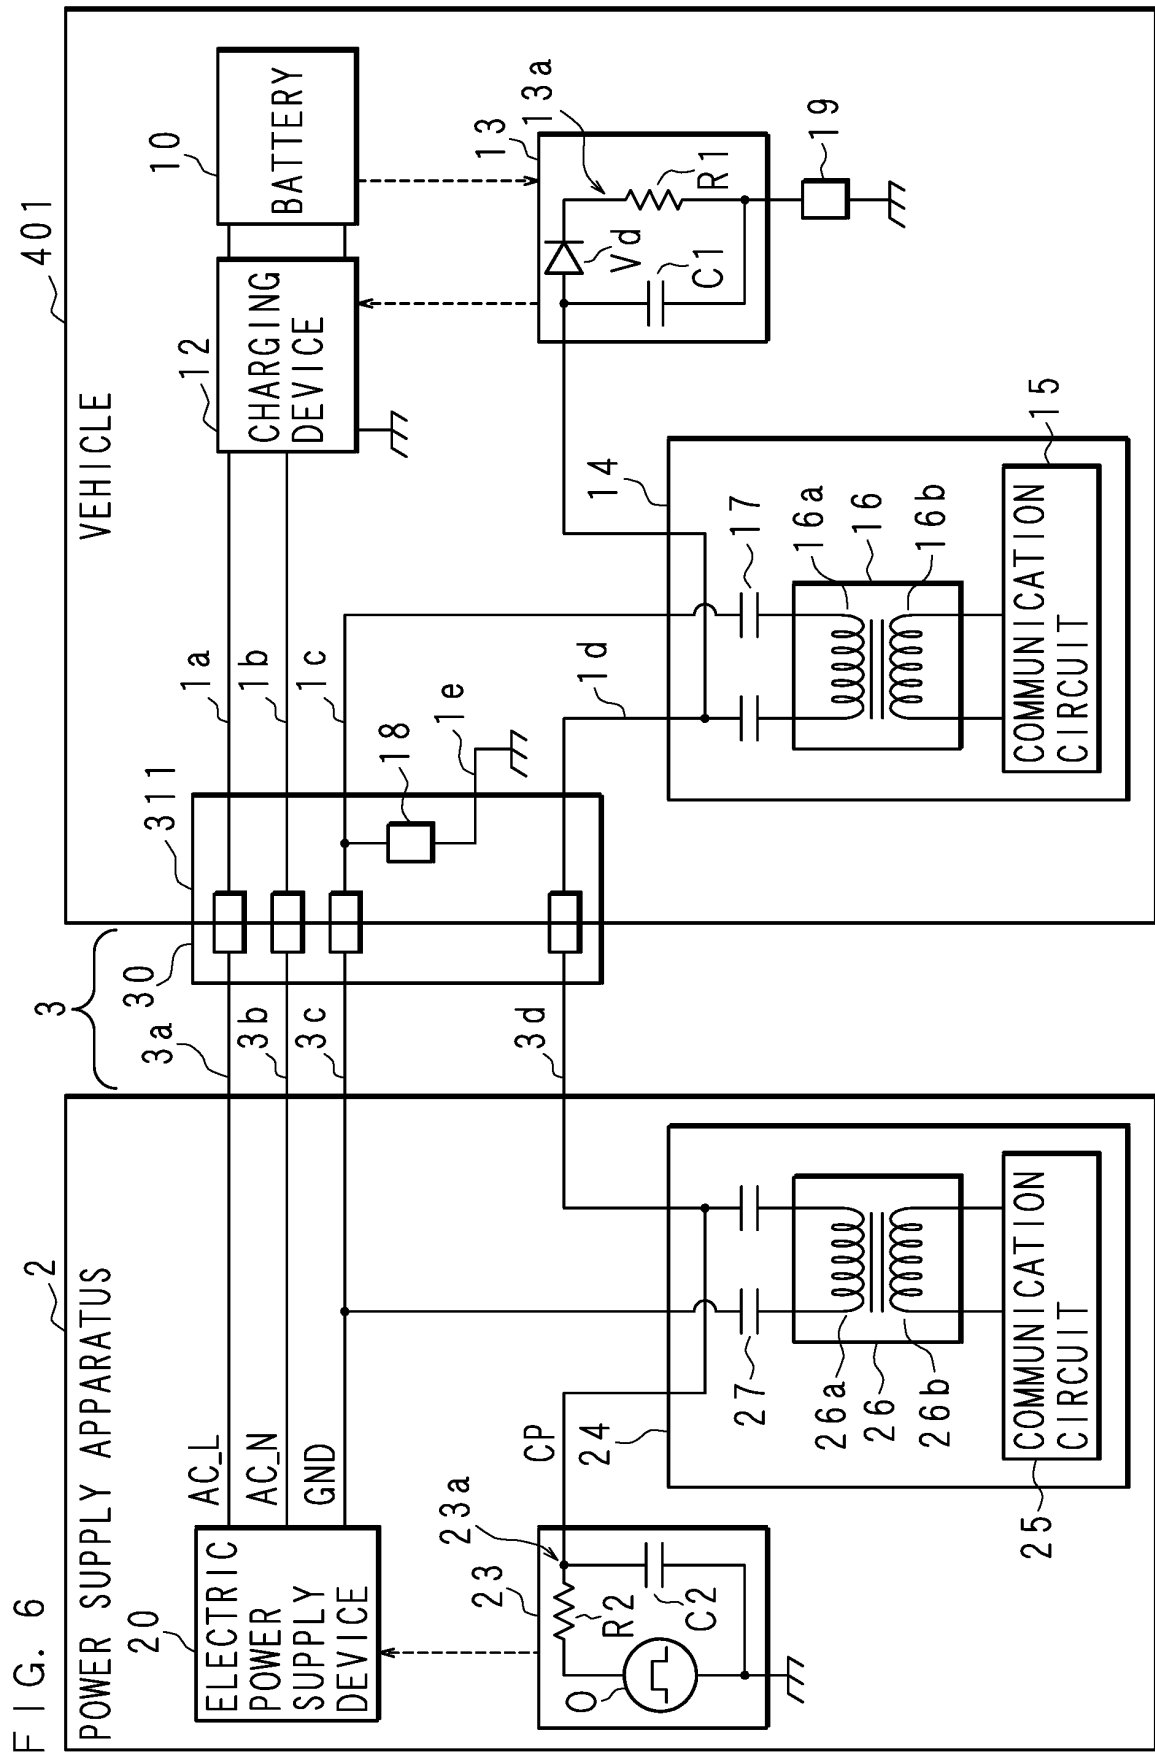 FIG. 6
POWER SUPPLY APPARATUS
2
3
VEHICLE
401
20
ELECTRIC
POWER
SUPPLY
DEVICE
AC_L
AC_N
GND
3a
3b
3c
30
311
1a
1b
1c
12
CHARGING
DEVICE
10
BATTERY
18
1e
23
23a
R2
C2
O
CP
3d
1d
13
13a
Vd
R1
C1
19
24
27
26a
26
26b
25
COMMUNICATION
CIRCUIT
14
17
16a
16
16b
15
COMMUNICATION
CIRCUIT